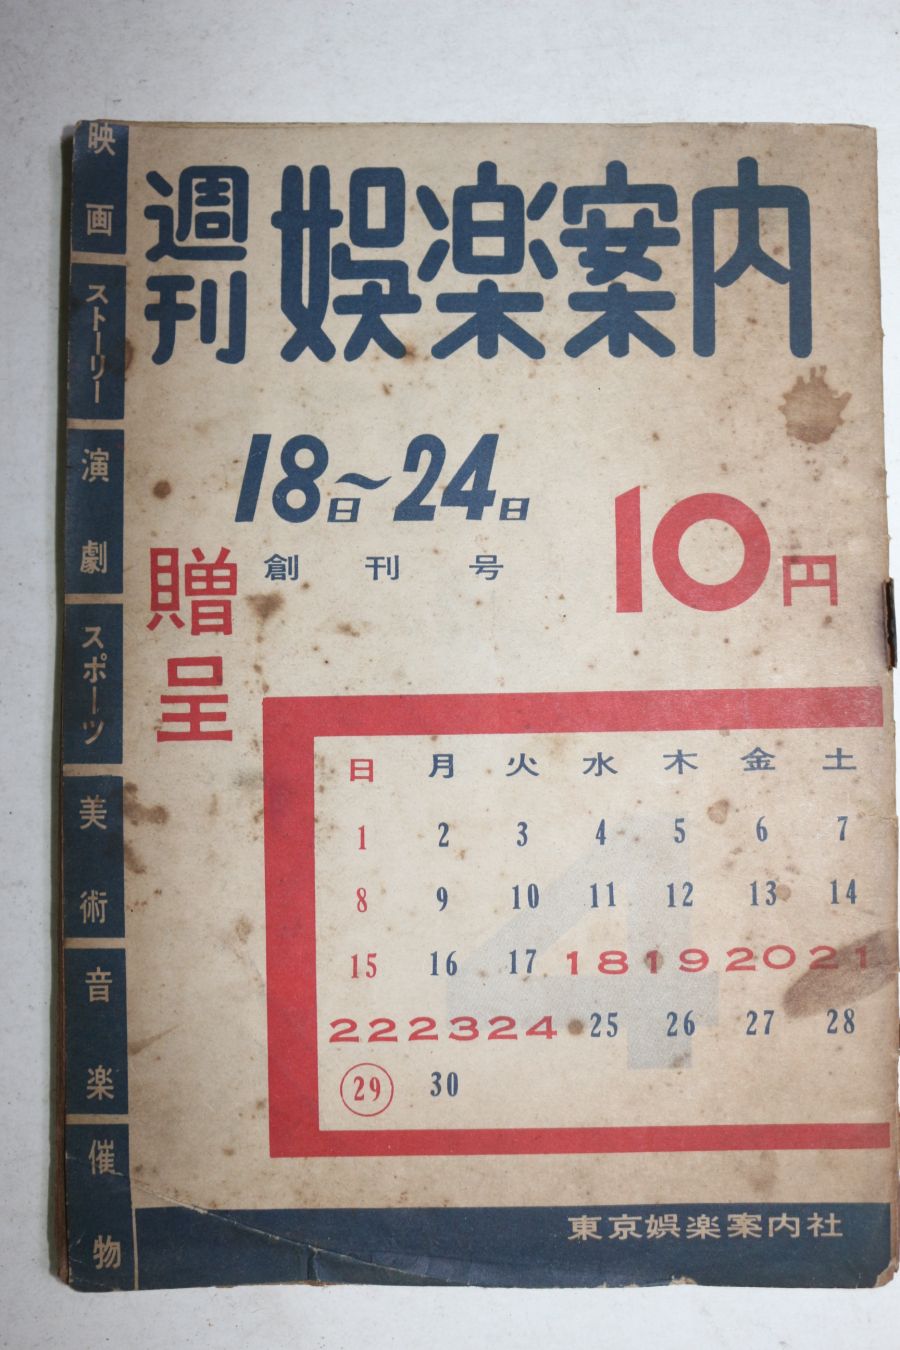 週刊 娯楽案内
18日〜24日
創刊号
10円
贈呈
映画
ストーリー
演劇
スポーツ
美術
音楽
催物
4
日 月 火 水 木 金 土
1 2 3 4 5 6 7
8 9 10 11 12 13 14
15 16 17 18 19 20 21
22 23 24 25 26 27 28
29 30
東京娯楽案内社